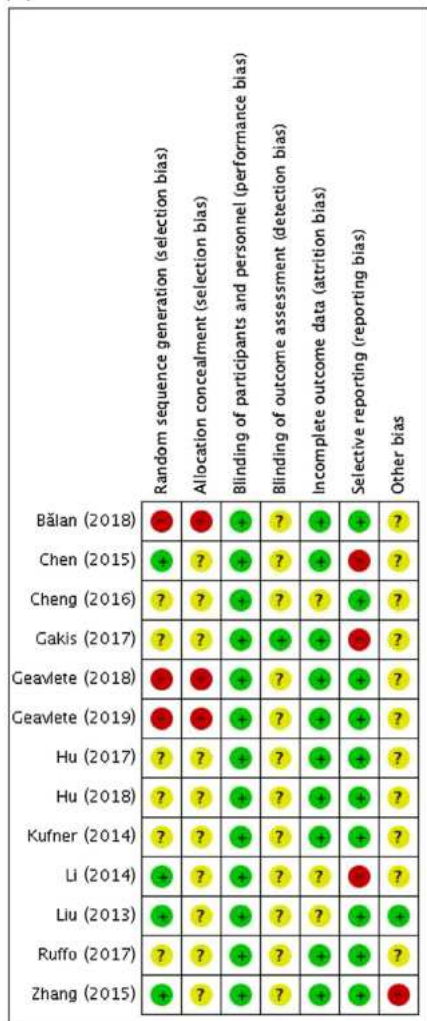 Random sequence generation (selection bias)
Allocation concealment (selection bias)
Blinding of participants and personnel (performance bias)
Blinding of outcome assessment (detection bias)
Incomplete outcome data (attrition bias)
Selective reporting (reporting bias)
Other bias
Bălan (2018) - - + ? + + ?
Chen (2015) + ? + ? + - ?
Cheng (2016) ? ? + ? ? + ?
Gakis (2017) ? ? + + + - ?
Geavlete (2018) - - + ? + + ?
Geavlete (2019) - - + ? + + ?
Hu (2017) ? ? + ? + + ?
Hu (2018) ? ? + ? + + ?
Kufner (2014) ? ? + ? + + ?
Li (2014) + ? + ? ? - ?
Liu (2013) + ? + ? ? + +
Ruffo (2017) ? ? + ? + + ?
Zhang (2015) + ? + ? + + -